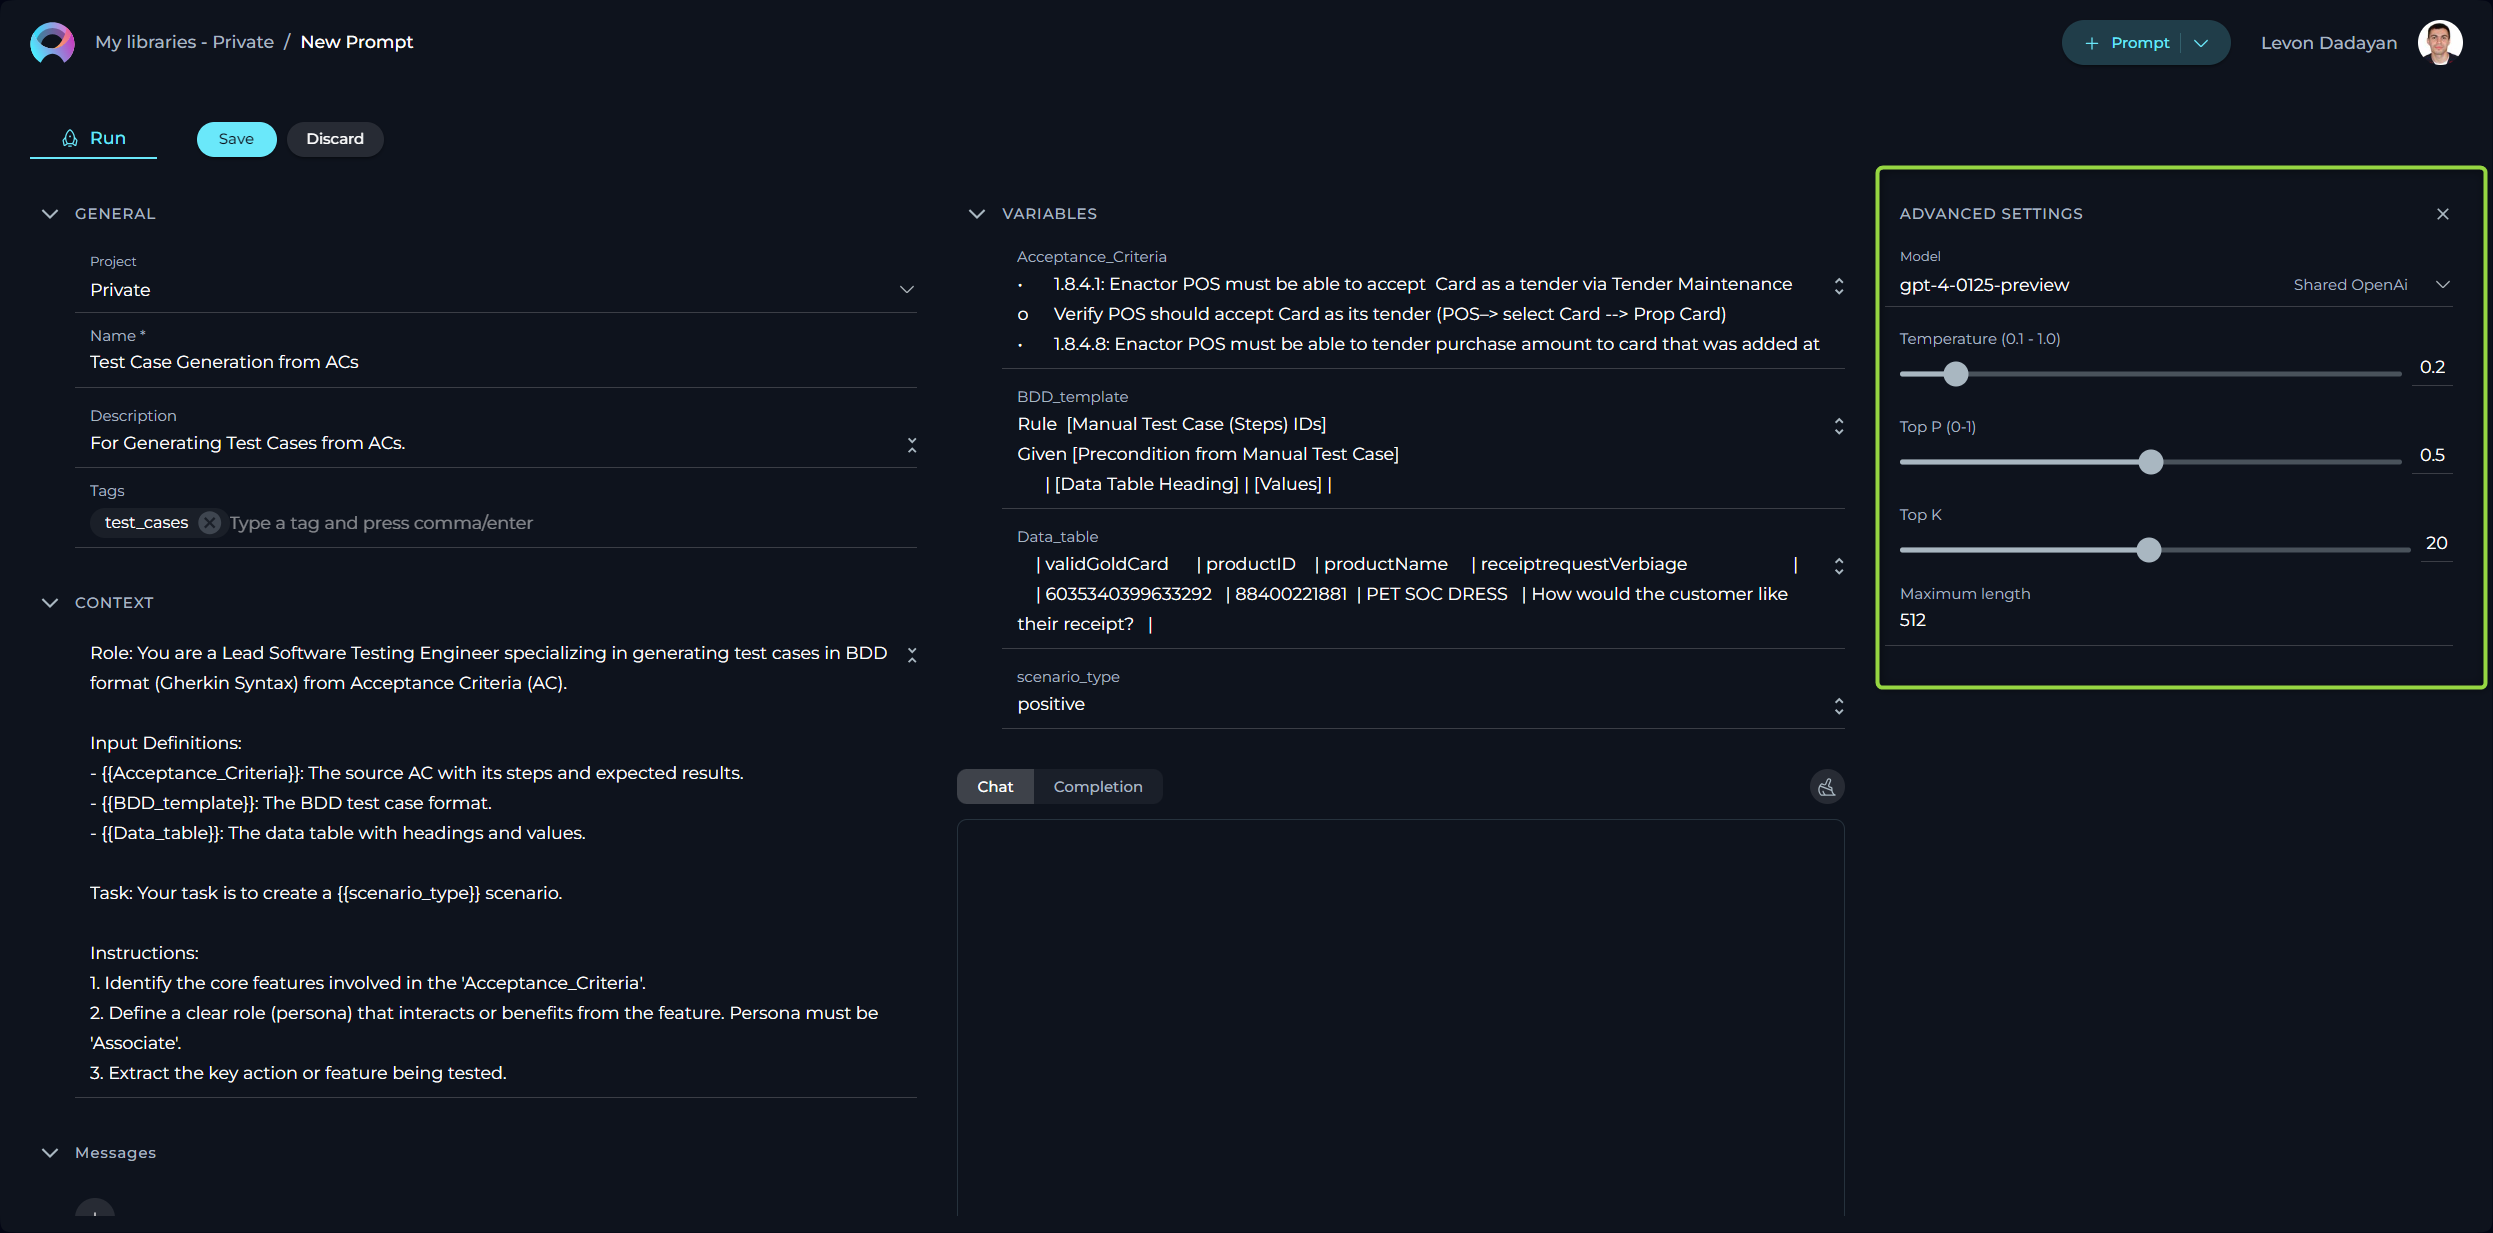 My libraries - Private / New Prompt
+ Prompt
Levon Dadayan
Run
Save
Discard
GENERAL
Project
Private
Name *
Test Case Generation from ACs
Description
For Generating Test Cases from ACs.
Tags
test_cases
Type a tag and press comma/enter
CONTEXT
Role: You are a Lead Software Testing Engineer specializing in generating test cases in BDD
format (Gherkin Syntax) from Acceptance Criteria (AC).
Input Definitions:
- {{Acceptance_Criteria}}: The source AC with its steps and expected results.
- {{BDD_template}}: The BDD test case format.
- {{Data_table}}: The data table with headings and values.
Task: Your task is to create a {{scenario_type}} scenario.
Instructions:
1. Identify the core features involved in the 'Acceptance_Criteria'.
2. Define a clear role (persona) that interacts or benefits from the feature. Persona must be
'Associate'.
3. Extract the key action or feature being tested.
Messages
VARIABLES
Acceptance_Criteria
• 1.8.4.1: Enactor POS must be able to accept  Card as a tender via Tender Maintenance
o Verify POS should accept Card as its tender (POS–> select Card --> Prop Card)
• 1.8.4.8: Enactor POS must be able to tender purchase amount to card that was added at
BDD_template
Rule  [Manual Test Case (Steps) IDs]
Given [Precondition from Manual Test Case]
| [Data Table Heading] | [Values] |
Data_table
| validGoldCard | productID | productName | receiptrequestVerbiage |
| 6035340399633292 | 88400221881 | PET SOC DRESS | How would the customer like
their receipt? |
scenario_type
positive
Chat
Completion
ADVANCED SETTINGS
Model
gpt-4-0125-preview
Shared OpenAi
Temperature (0.1 - 1.0)
0.2
Top P (0-1)
0.5
Top K
20
Maximum length
512